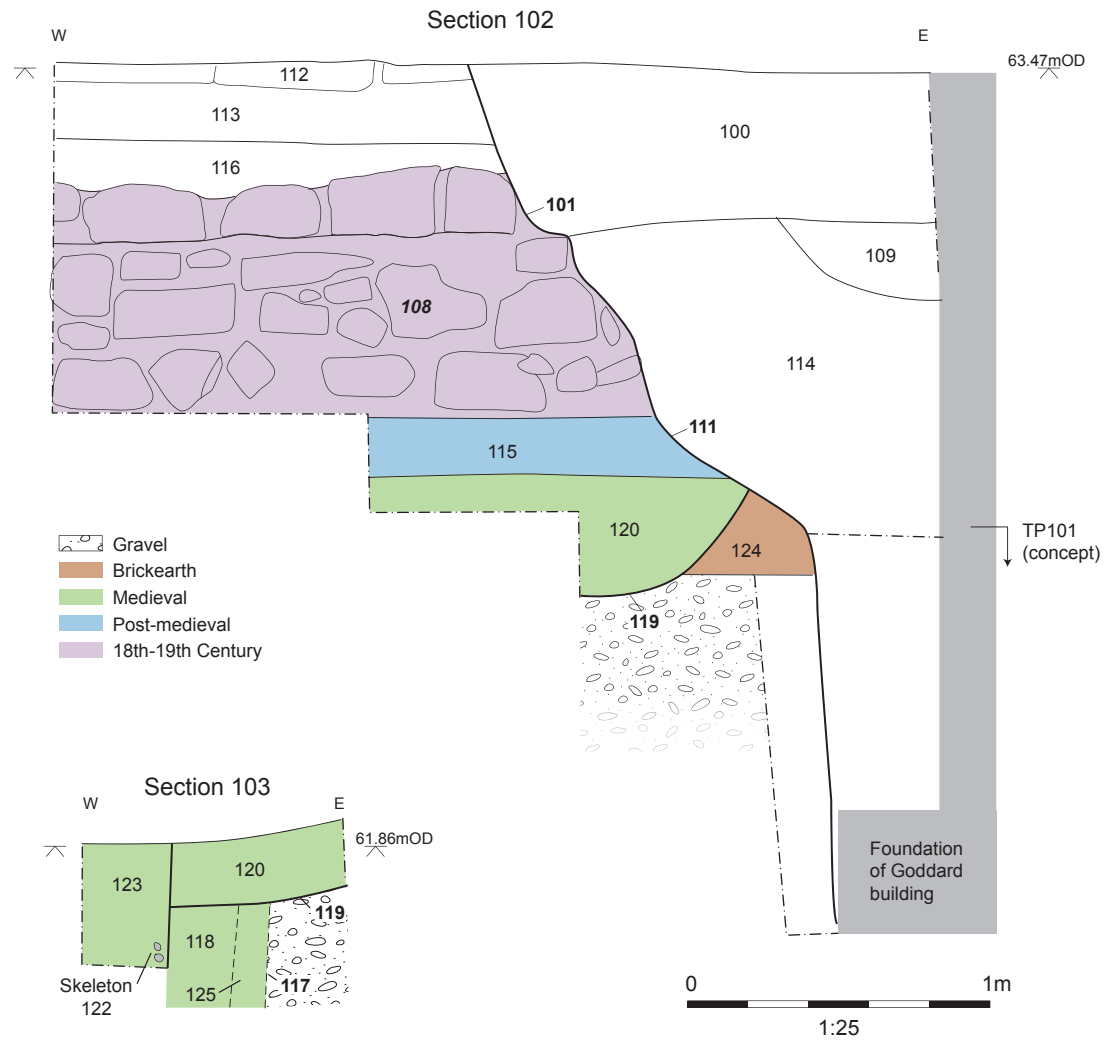 Section 102
W
E
63.47mOD
112
113
100
116
101
109
108
114
111
115
TP101
(concept)
120
124
119
Gravel
Brickearth
Medieval
Post-medieval
18th-19th Century
Section 103
W
E
61.86mOD
120
123
119
118
117
125
Skeleton
122
Foundation
of Goddard
building
0
1m
1:25